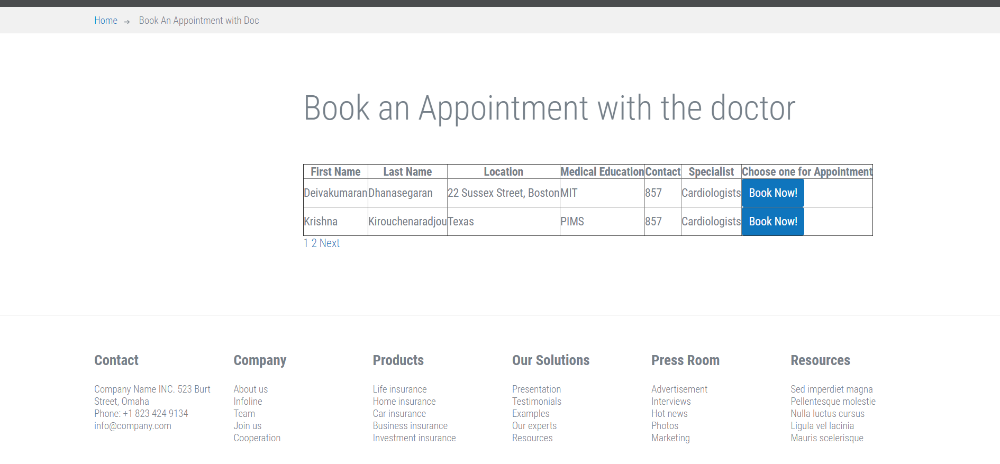 Home → Book An Appointment with Doc
Book an Appointment with the doctor
First Name Last Name Location Medical Education Contact Specialist Choose one for Appointment
Deivakumaran Dhanasegaran 22 Sussex Street, Boston MIT 857 Cardiologists Book Now!
Krishna Kirouchenaradjou Texas PIMS 857 Cardiologists Book Now!
1 2 Next
Contact
Company Name INC. 523 Burt
Street, Omaha
Phone: +1 823 424 9134
info@company.com
Company
About us
Infoline
Team
Join us
Cooperation
Products
Life insurance
Home insurance
Car insurance
Business insurance
Investment insurance
Our Solutions
Presentation
Testimonials
Examples
Our experts
Resources
Press Room
Advertisement
Interviews
Hot news
Photos
Marketing
Resources
Sed imperdiet magna
Pellentesque molestie
Nulla luctus cursus
Ligula vel lacinia
Mauris scelerisque